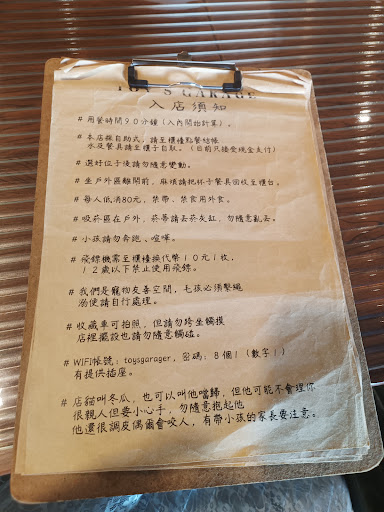 TOY'S GARAGE
入店須知
# 用餐時間90分鐘(入內開始計算)。
# 本店採自助式,請至櫃檯點餐結帳
水及餐具請至櫃子自取。(目前只接受現金支付)
# 選好位子後請勿隨意變動。
# 坐戶外區離開前,麻煩請把杯子餐具回收至櫃台。
# 每人低消80元,禁帶、禁食用外食。
# 吸菸區在戶外,菸蒂請丟菸灰缸,勿隨意亂丟。
# 小孩請勿奔跑、喧嘩。
# 飛鏢機需至櫃檯換代幣10元1枚,
12歲以下禁止使用飛鏢。
# 我們是寵物友善空間,毛孩必須繫繩
溺便請自行處理。
# 收藏車可拍照,但請勿跨坐觸摸
店裡擺設也請勿隨意觸碰。
# WIFI帳號:toysgarager,密碼:8個1(數字1)
有提供插座。
# 店貓叫冬瓜,也可以叫他噹歸,但他可能不會理你
很親人但要小心手,勿隨意抱起他
他還很調皮偶爾會咬人,有帶小孩的家長要注意。